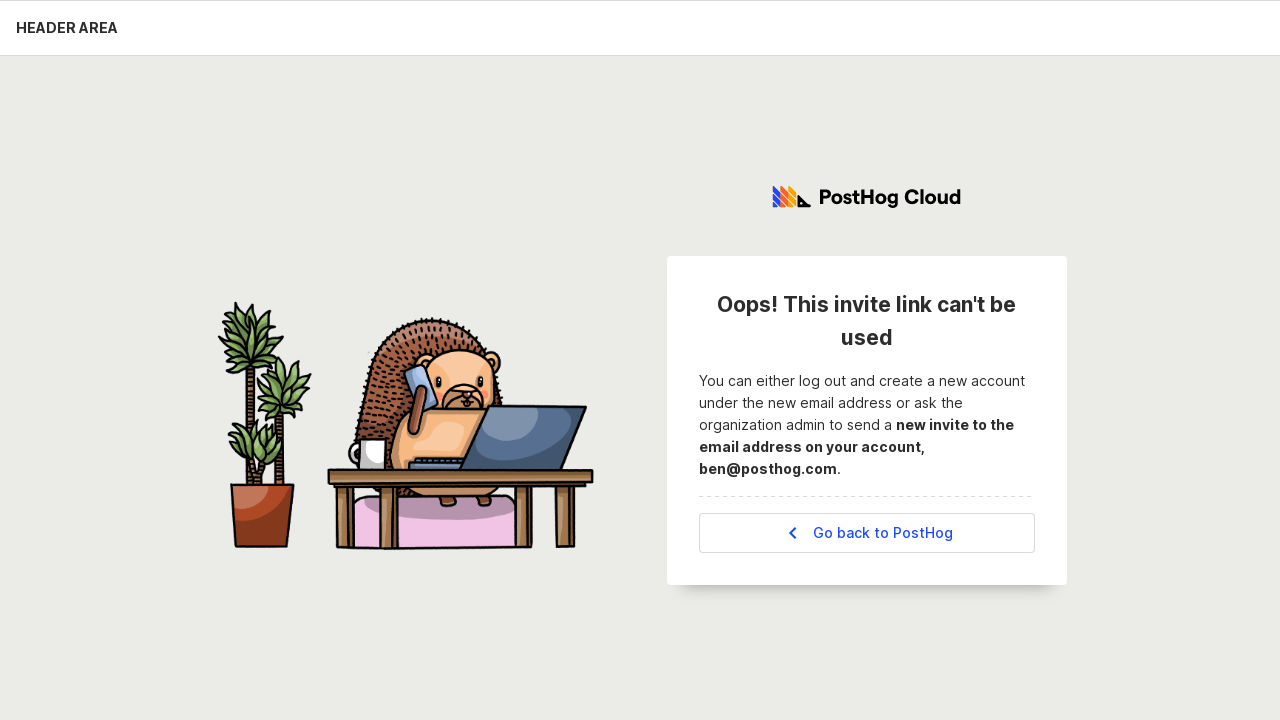 HEADER AREA
PostHog Cloud
Oops! This invite link can't be
used
You can either log out and create a new account
under the new email address or ask the
organization admin to send a new invite to the
email address on your account,
ben@posthog.com.
Go back to PostHog